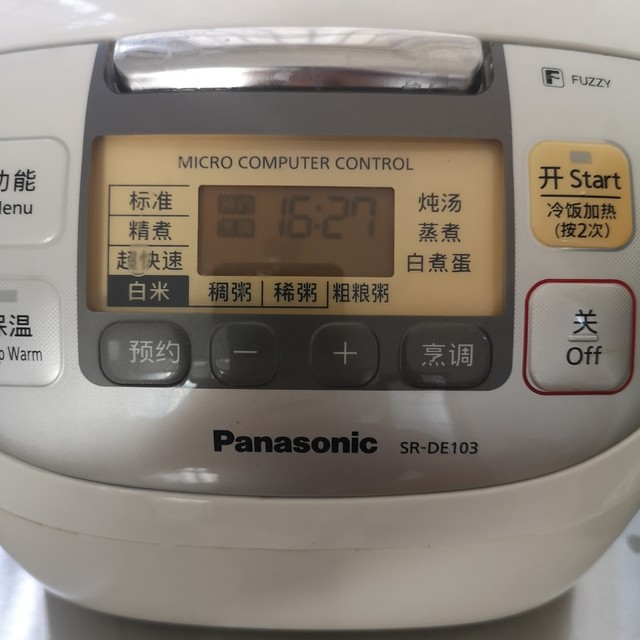 F FUZZY
MICRO COMPUTER CONTROL
标准
精煮
超快速
白米
稠粥
稀粥
粗粮粥
16:27
炖汤
蒸煮
白煮蛋
功能
Menu
保温
p Warm
开 Start
冷饭加热
(按2次)
关
Off
预约
－
＋
烹调
Panasonic
SR-DE103